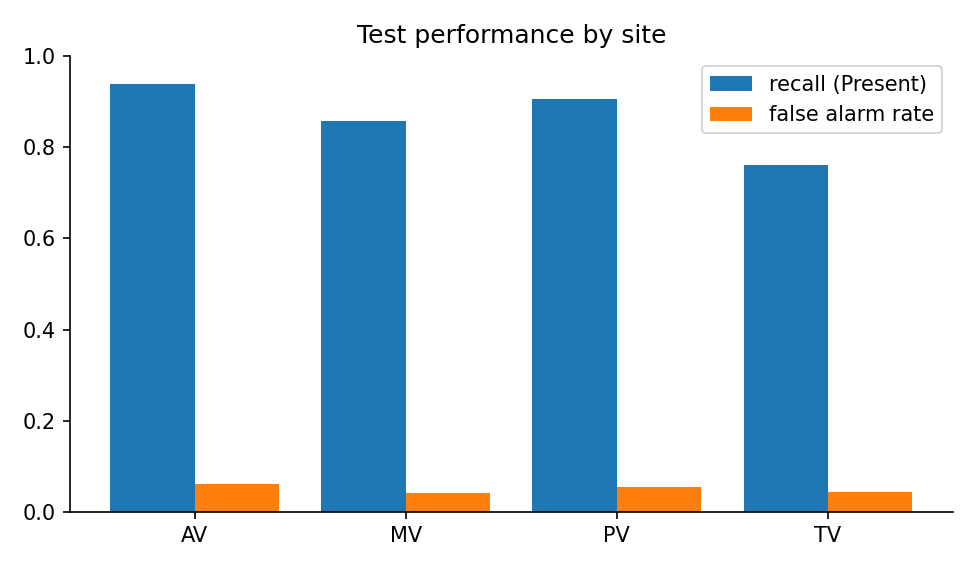 Test performance by site
1.0
0.8
0.6
0.4
0.2
0.0
recall (Present)
false alarm rate
AV MV PV TV